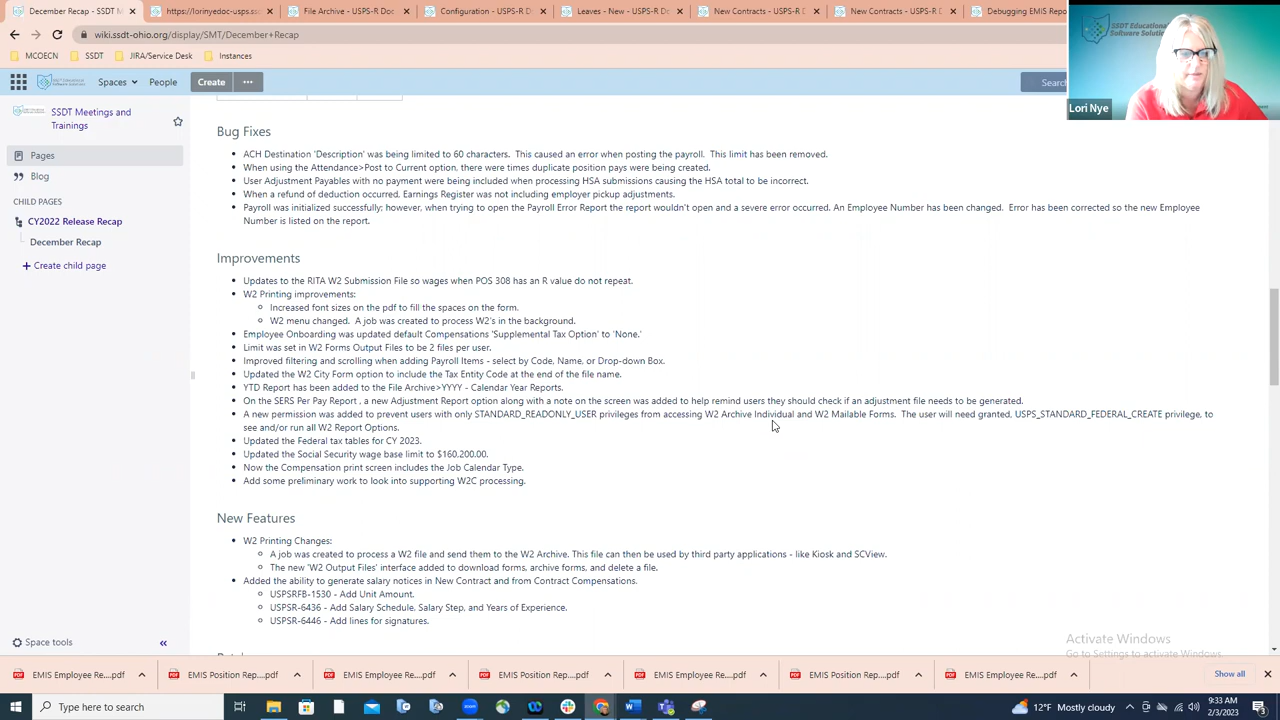 December Recap - SSDT M
https://lorinyedoc-us
File Archive - USPS-R Do
Configuration - USPS-R D
Leaves - New - USPS-R Do
New Contracts - USPS-R D
New Contracts - USPS-R D
Debugging EMIS Repo
wiki.ssdt-ohio.org/display/SMT/December+Recap
MCOECN
SSDT
JIRA/Service Desk
Instances
Spaces
People
Create
Search
SSDT Educational
Software Soluti
Lori Nye
SSDT Meetings and
Trainings
Pages
Blog
CHILD PAGES
CY2022 Release Recap
December Recap
Create child page
Bug Fixes
ACH Destination 'Description' was being limited to 60 characters. This caused an error when posting the payroll. This limit has been removed.
When using the Attendance>Post to Current option, there were times duplicate position pays were being created.
User Adjustment Payables with no payment were being included when processing HSA submissions causing the HSA total to be incorrect.
When a refund of deduction occurred, Earnings Register was not including employer pickup adjustments.
Payroll was initialized successfully; however, when trying to open the Payroll Error Report the report wouldn't open and a severe error occurred. An Employee Number has been changed. Error has been corrected so the new Employee
Number is listed on the report.
Improvements
Updates to the RITA W2 Submission File so wages when POS 308 has an R value do not repeat.
W2 Printing improvements:
Increased font sizes on the pdf to fill the spaces on the form.
W2 menu changed. A job was created to process W2's in the background.
Employee Onboarding was updated default Compensations 'Supplemental Tax Option' to 'None.'
Limit was set in W2 Forms Output Files to be 2 files per user.
Improved filtering and scrolling when adding Payroll Items - select by Code, Name, or Drop-down Box.
Updated the W2 City Form option to include the Tax Entity Code at the end of the file name.
YTD Report has been added to the File Archive>YYYY - Calendar Year Reports.
On the SERS Per Pay Report , a new Adjustment Report option along with a note on the screen was added to help remind users they should check if an adjustment file needs to be generated.
A new permission was added to prevent users with only STANDARD_READONLY_USER privileges from accessing W2 Archive Individual and W2 Mailable Forms. The user will need granted, USPS_STANDARD_FEDERAL_CREATE privilege, to
see and/or run all W2 Report Options.
Updated the Federal tax tables for CY 2023.
Updated the Social Security wage base limit to $160.200.00.
Now the Compensation print screen includes the Job Calendar Type.
Add some preliminary work to look into supporting W2C processing.
New Features
W2 Printing Changes:
A job was created to process a W2 file and send them to the W2 Archive. This file can then be used by third party applications - like Kiosk and SCView.
The new 'W2 Output Files' interface added to download forms, archive forms, and delete a file.
Added the ability to generate salary notices in New Contract and from Contract Compensations.
USPSRFB-1530 - Add Unit Amount.
USPSR-6436 - Add Salary Schedule, Salary Step, and Years of Experience.
USPSR-6446 - Add lines for signatures.
Space tools
Activate Windows
Go to Settings to activate Windows.
EMIS Employee Re....pdf
EMIS Position Rep....pdf
EMIS Employee Re....pdf
EMIS Position Rep....pdf
EMIS Employee Re....pdf
EMIS Position Rep....pdf
EMIS Employee Re....pdf
Show all
Type here to search
12°F Mostly cloudy
9:33 AM
2/3/2023